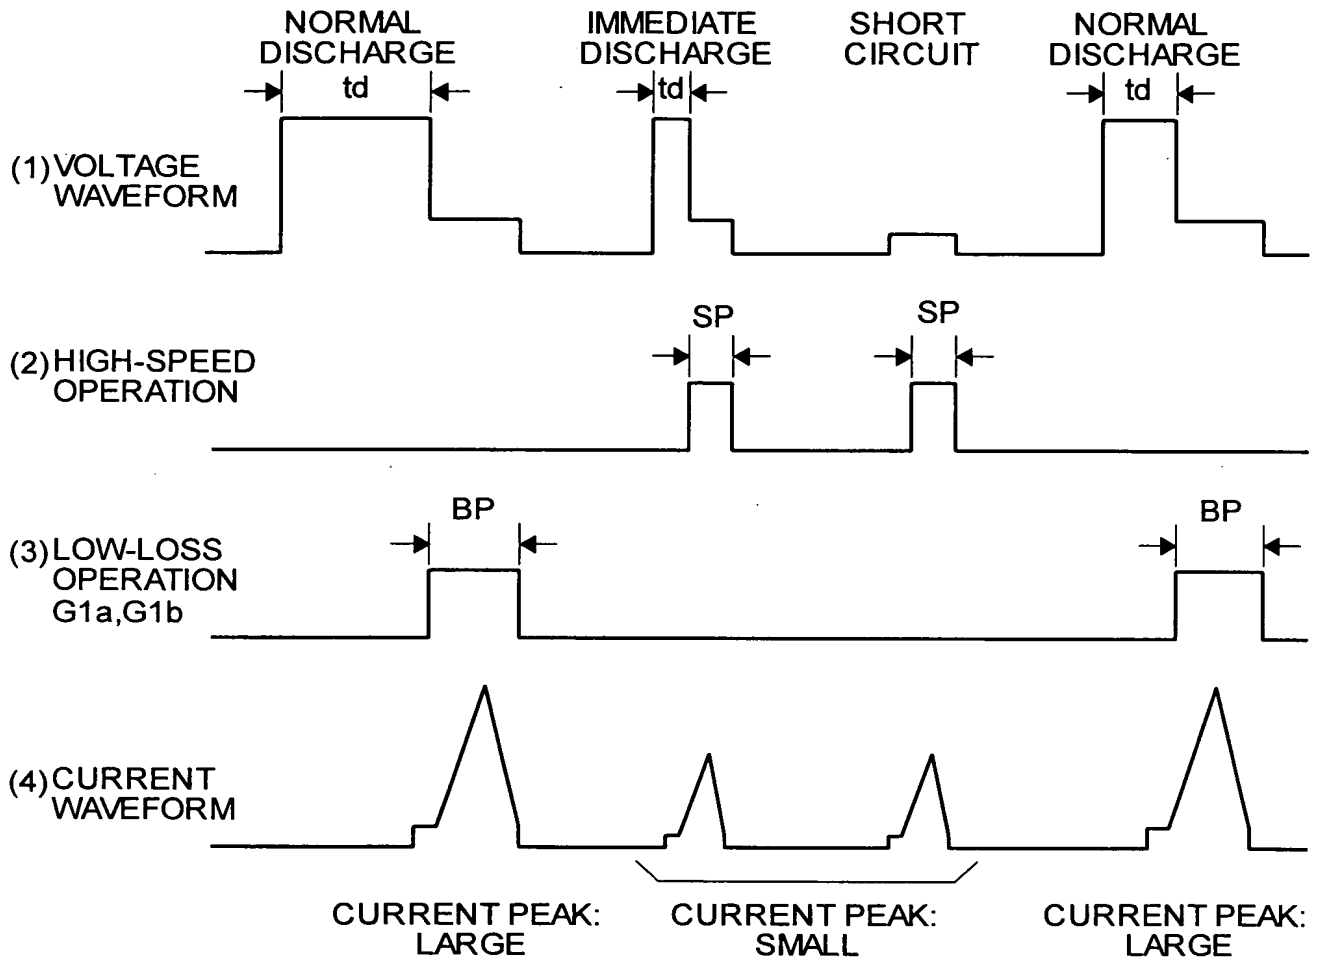 NORMAL
DISCHARGE
IMMEDIATE
DISCHARGE
SHORT
CIRCUIT
NORMAL
DISCHARGE
td
td
td
(1) VOLTAGE
WAVEFORM
SP
SP
(2) HIGH-SPEED
OPERATION
BP
BP
(3) LOW-LOSS
OPERATION
G1a,G1b
(4) CURRENT
WAVEFORM
CURRENT PEAK:
LARGE
CURRENT PEAK:
SMALL
CURRENT PEAK:
LARGE